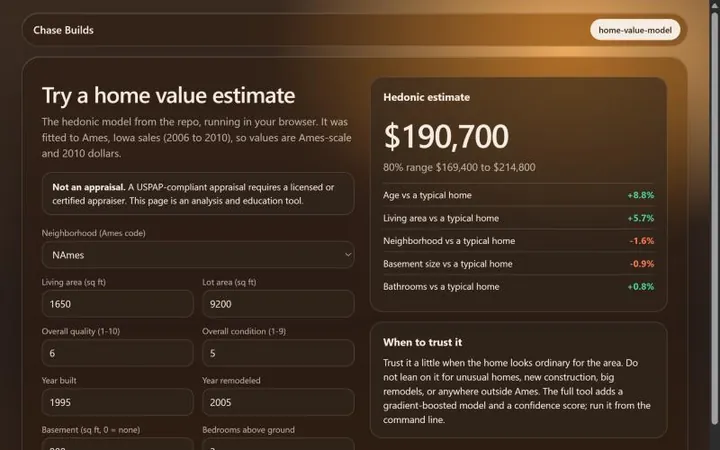 Chase Builds
home-value-model
Try a home value estimate
The hedonic model from the repo, running in your browser. It was
fitted to Ames, Iowa sales (2006 to 2010), so values are Ames-scale
and 2010 dollars.
Not an appraisal. A USPAP-compliant appraisal requires a licensed or
certified appraiser. This page is an analysis and education tool.
Neighborhood (Ames code)
NAmes
Living area (sq ft)
Lot area (sq ft)
1650
9200
Overall quality (1-10)
Overall condition (1-9)
6
5
Year built
Year remodeled
1995
2005
Basement (sq ft, 0 = none)
Bedrooms above ground
Hedonic estimate
$190,700
80% range $169,400 to $214,800
Age vs a typical home +8.8%
Living area vs a typical home +5.7%
Neighborhood vs a typical home -1.6%
Basement size vs a typical home -0.9%
Bathrooms vs a typical home +0.8%
When to trust it
Trust it a little when the home looks ordinary for the area. Do
not lean on it for unusual homes, new construction, big
remodels, or anywhere outside Ames. The full tool adds a
gradient-boosted model and a confidence score; run it from the
command line.